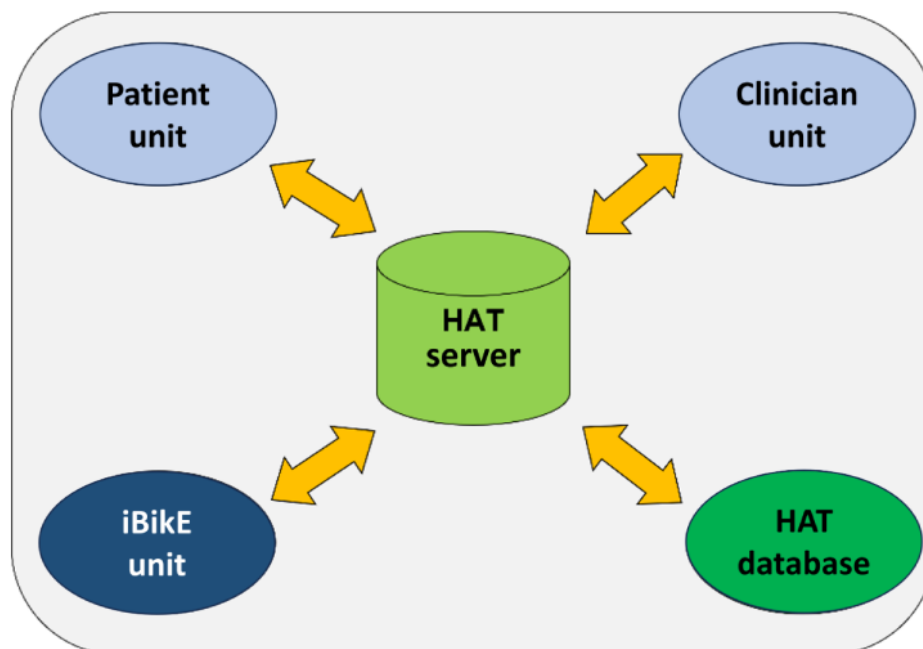 Patient
unit
Clinician
unit
HAT
server
iBikE
unit
HAT
database